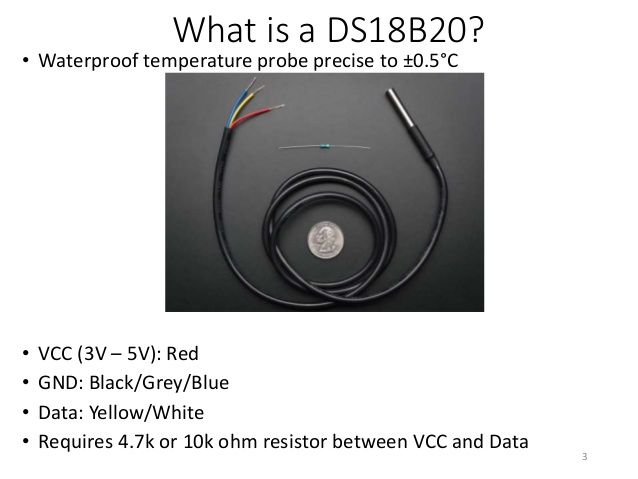 What is a DS18B20?
• Waterproof temperature probe precise to ±0.5°C
• VCC (3V – 5V): Red
• GND: Black/Grey/Blue
• Data: Yellow/White
• Requires 4.7k or 10k ohm resistor between VCC and Data
3